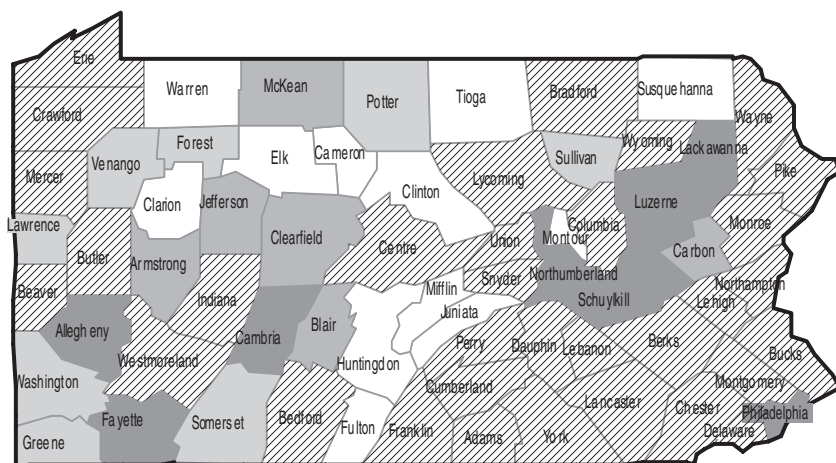 Erie
Warren
McKean
Potter
Tioga
Bradford
Susquehanna
Crawford
Wayne
Forest
Venango
Elk
Cameron
Sullivan
Wyoming
Lackawanna
Mercer
Clinton
Lycoming
Pike
Clarion
Jefferson
Luzerne
Lawrence
Clearfield
Centre
Union
Montour
Columbia
Monroe
Butler
Armstrong
Carbon
Beaver
Indiana
Mifflin
Snyder
Northumberland
Northampton
Juniata
Schuylkill
Lehigh
Allegheny
Cambria
Blair
Westmoreland
Huntingdon
Perry
Dauphin
Lebanon
Berks
Bucks
Washington
Cumberland
Montgomery
Fayette
Somerset
Bedford
Lancaster
Chester
Philadelphia
Greene
Fulton
Franklin
Adams
York
Delaware